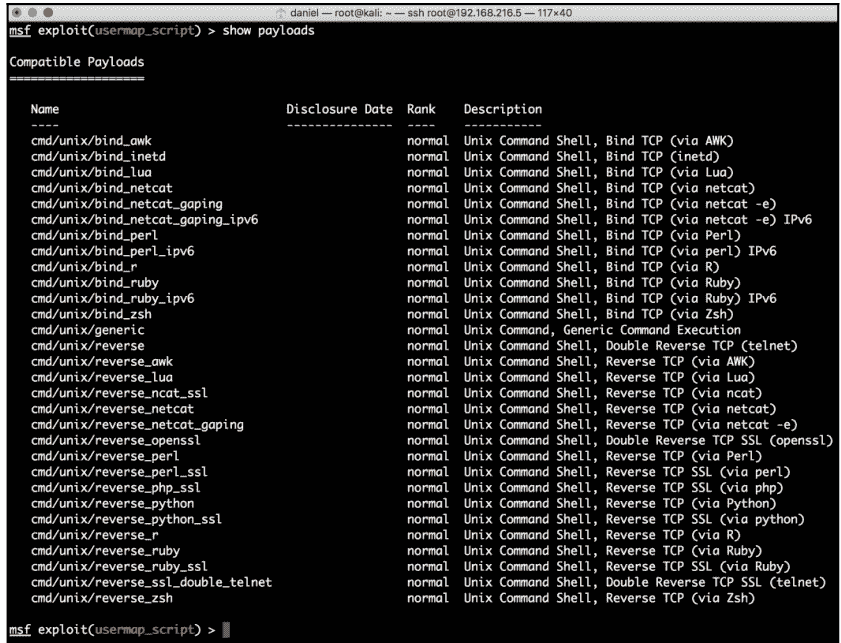 daniel — root@kali: ~ — ssh root@192.168.216.5 — 117×40
msf exploit(usermap_script) > show payloads
Compatible Payloads
===================
Name Disclosure Date Rank Description
---- --------------- ---- -----------
cmd/unix/bind_awk normal Unix Command Shell, Bind TCP (via AWK)
cmd/unix/bind_inetd normal Unix Command Shell, Bind TCP (inetd)
cmd/unix/bind_lua normal Unix Command Shell, Bind TCP (via Lua)
cmd/unix/bind_netcat normal Unix Command Shell, Bind TCP (via netcat)
cmd/unix/bind_netcat_gaping normal Unix Command Shell, Bind TCP (via netcat -e)
cmd/unix/bind_netcat_gaping_ipv6 normal Unix Command Shell, Bind TCP (via netcat -e) IPv6
cmd/unix/bind_perl normal Unix Command Shell, Bind TCP (via Perl)
cmd/unix/bind_perl_ipv6 normal Unix Command Shell, Bind TCP (via perl) IPv6
cmd/unix/bind_r normal Unix Command Shell, Bind TCP (via R)
cmd/unix/bind_ruby normal Unix Command Shell, Bind TCP (via Ruby)
cmd/unix/bind_ruby_ipv6 normal Unix Command Shell, Bind TCP (via Ruby) IPv6
cmd/unix/bind_zsh normal Unix Command Shell, Bind TCP (via Zsh)
cmd/unix/generic normal Unix Command, Generic Command Execution
cmd/unix/reverse normal Unix Command Shell, Double Reverse TCP (telnet)
cmd/unix/reverse_awk normal Unix Command Shell, Reverse TCP (via AWK)
cmd/unix/reverse_lua normal Unix Command Shell, Reverse TCP (via Lua)
cmd/unix/reverse_ncat_ssl normal Unix Command Shell, Reverse TCP (via ncat)
cmd/unix/reverse_netcat normal Unix Command Shell, Reverse TCP (via netcat)
cmd/unix/reverse_netcat_gaping normal Unix Command Shell, Reverse TCP (via netcat -e)
cmd/unix/reverse_openssl normal Unix Command Shell, Double Reverse TCP SSL (openssl)
cmd/unix/reverse_perl normal Unix Command Shell, Reverse TCP (via Perl)
cmd/unix/reverse_perl_ssl normal Unix Command Shell, Reverse TCP SSL (via perl)
cmd/unix/reverse_php_ssl normal Unix Command Shell, Reverse TCP SSL (via php)
cmd/unix/reverse_python normal Unix Command Shell, Reverse TCP (via Python)
cmd/unix/reverse_python_ssl normal Unix Command Shell, Reverse TCP SSL (via python)
cmd/unix/reverse_r normal Unix Command Shell, Reverse TCP (via R)
cmd/unix/reverse_ruby normal Unix Command Shell, Reverse TCP (via Ruby)
cmd/unix/reverse_ruby_ssl normal Unix Command Shell, Reverse TCP SSL (via Ruby)
cmd/unix/reverse_ssl_double_telnet normal Unix Command Shell, Double Reverse TCP SSL (telnet)
cmd/unix/reverse_zsh normal Unix Command Shell, Reverse TCP (via Zsh)
msf exploit(usermap_script) >